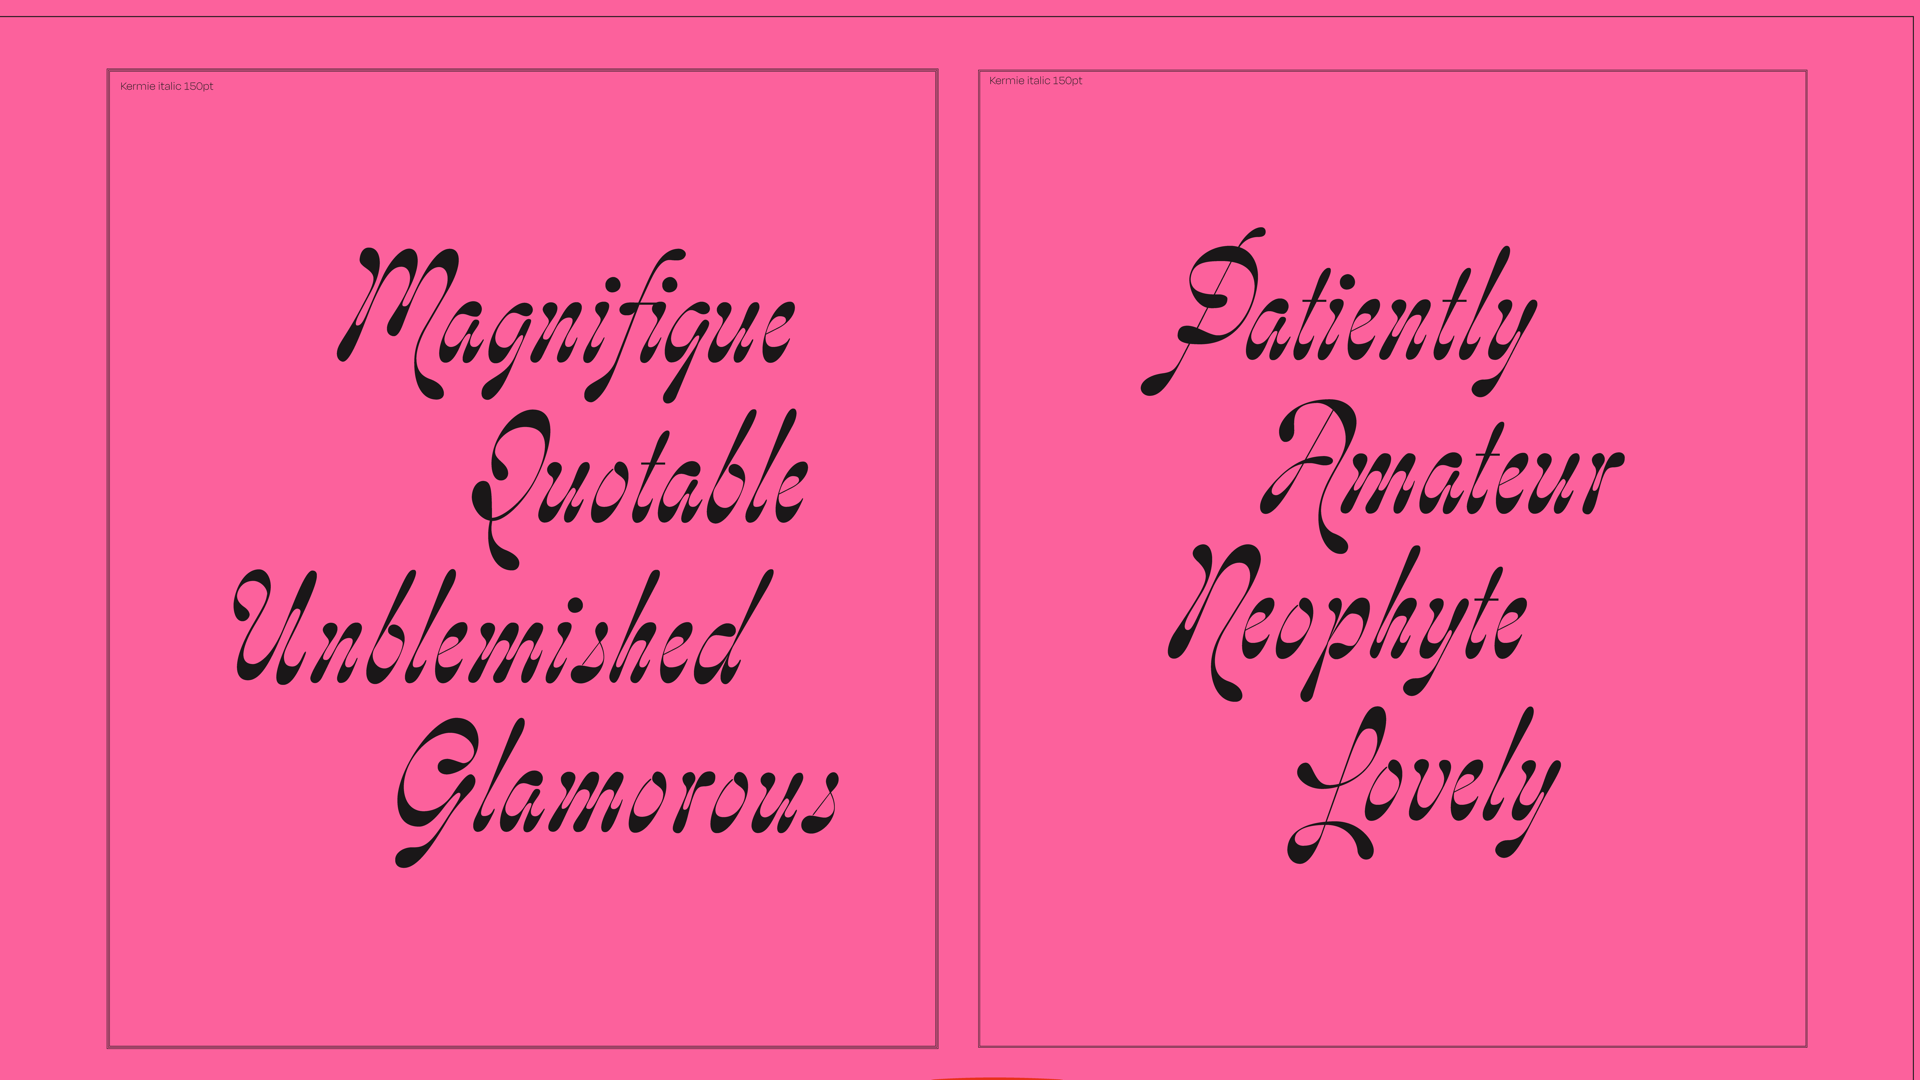 Kermie italic 150pt
Magnifique
Quotable
Unblemished
Glamorous
Kermie italic 150pt
Patiently
Amateur
Neophyte
Lovely